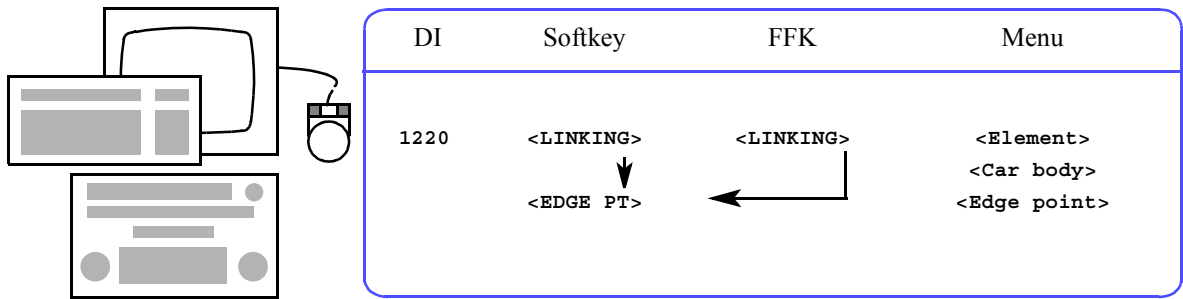 DI Softkey FFK Menu
1220 <LINKING> <LINKING> <Element>
<Car body>
<EDGE PT> <Edge point>